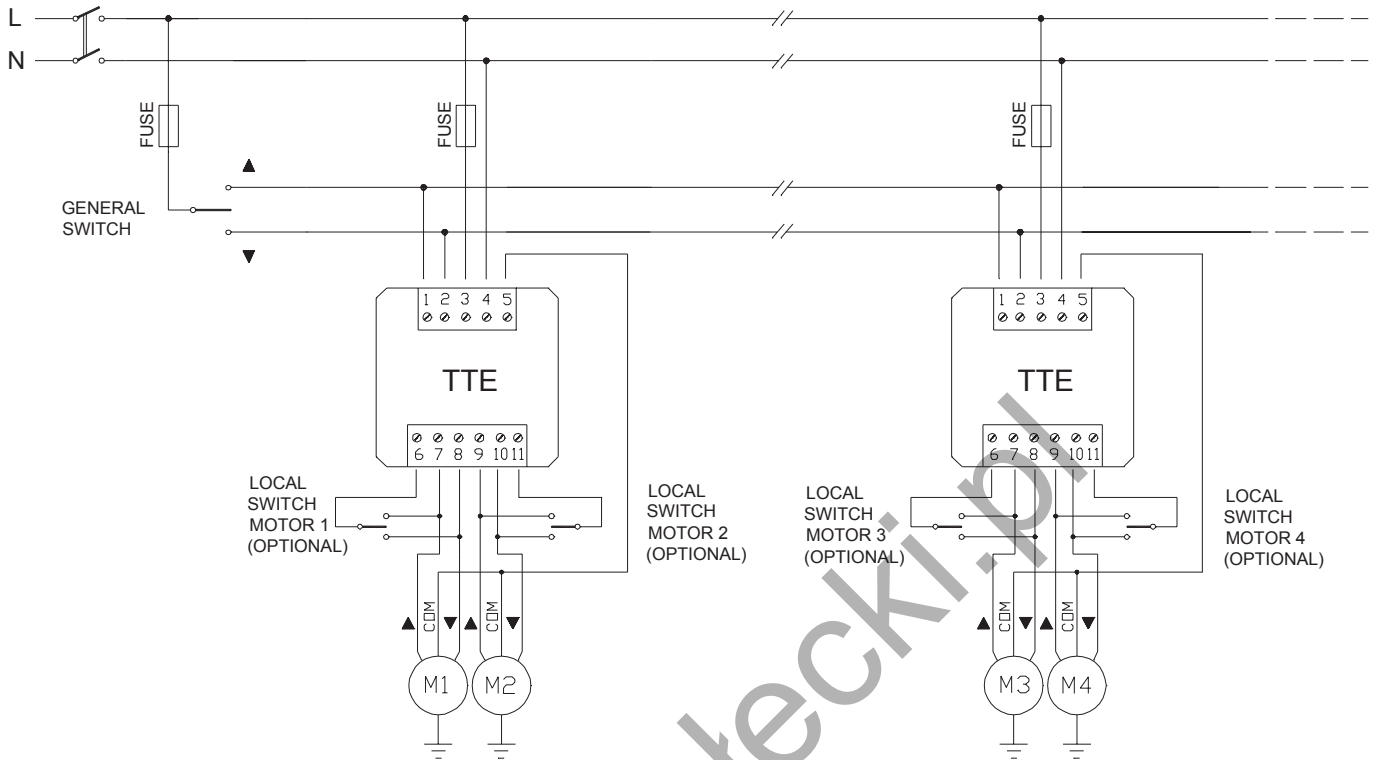 L
N
FUSE
FUSE
FUSE
▲
GENERAL
SWITCH
▼
1 2 3 4 5
1 2 3 4 5
TTE
TTE
6 7 8 9 10 11
6 7 8 9 10 11
LOCAL
SWITCH
MOTOR 1
(OPTIONAL)
LOCAL
SWITCH
MOTOR 2
(OPTIONAL)
LOCAL
SWITCH
MOTOR 3
(OPTIONAL)
LOCAL
SWITCH
MOTOR 4
(OPTIONAL)
▲ COM ▼ ▲ COM ▼
▲ COM ▼ ▲ COM ▼
M1 M2
M3 M4
tecki.pl